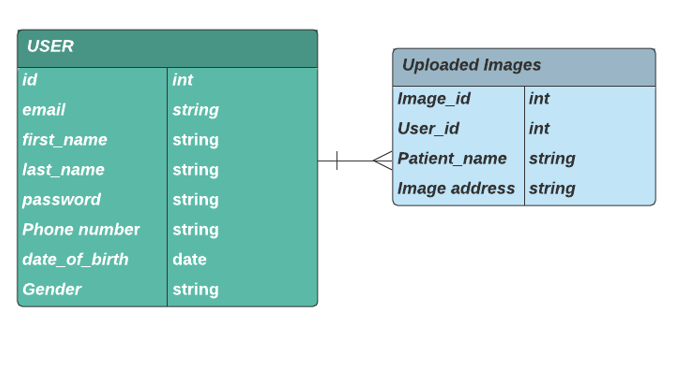 USER
id int
email string
first_name string
last_name string
password string
Phone number string
date_of_birth date
Gender string
Uploaded Images
Image_id int
User_id int
Patient_name string
Image address string